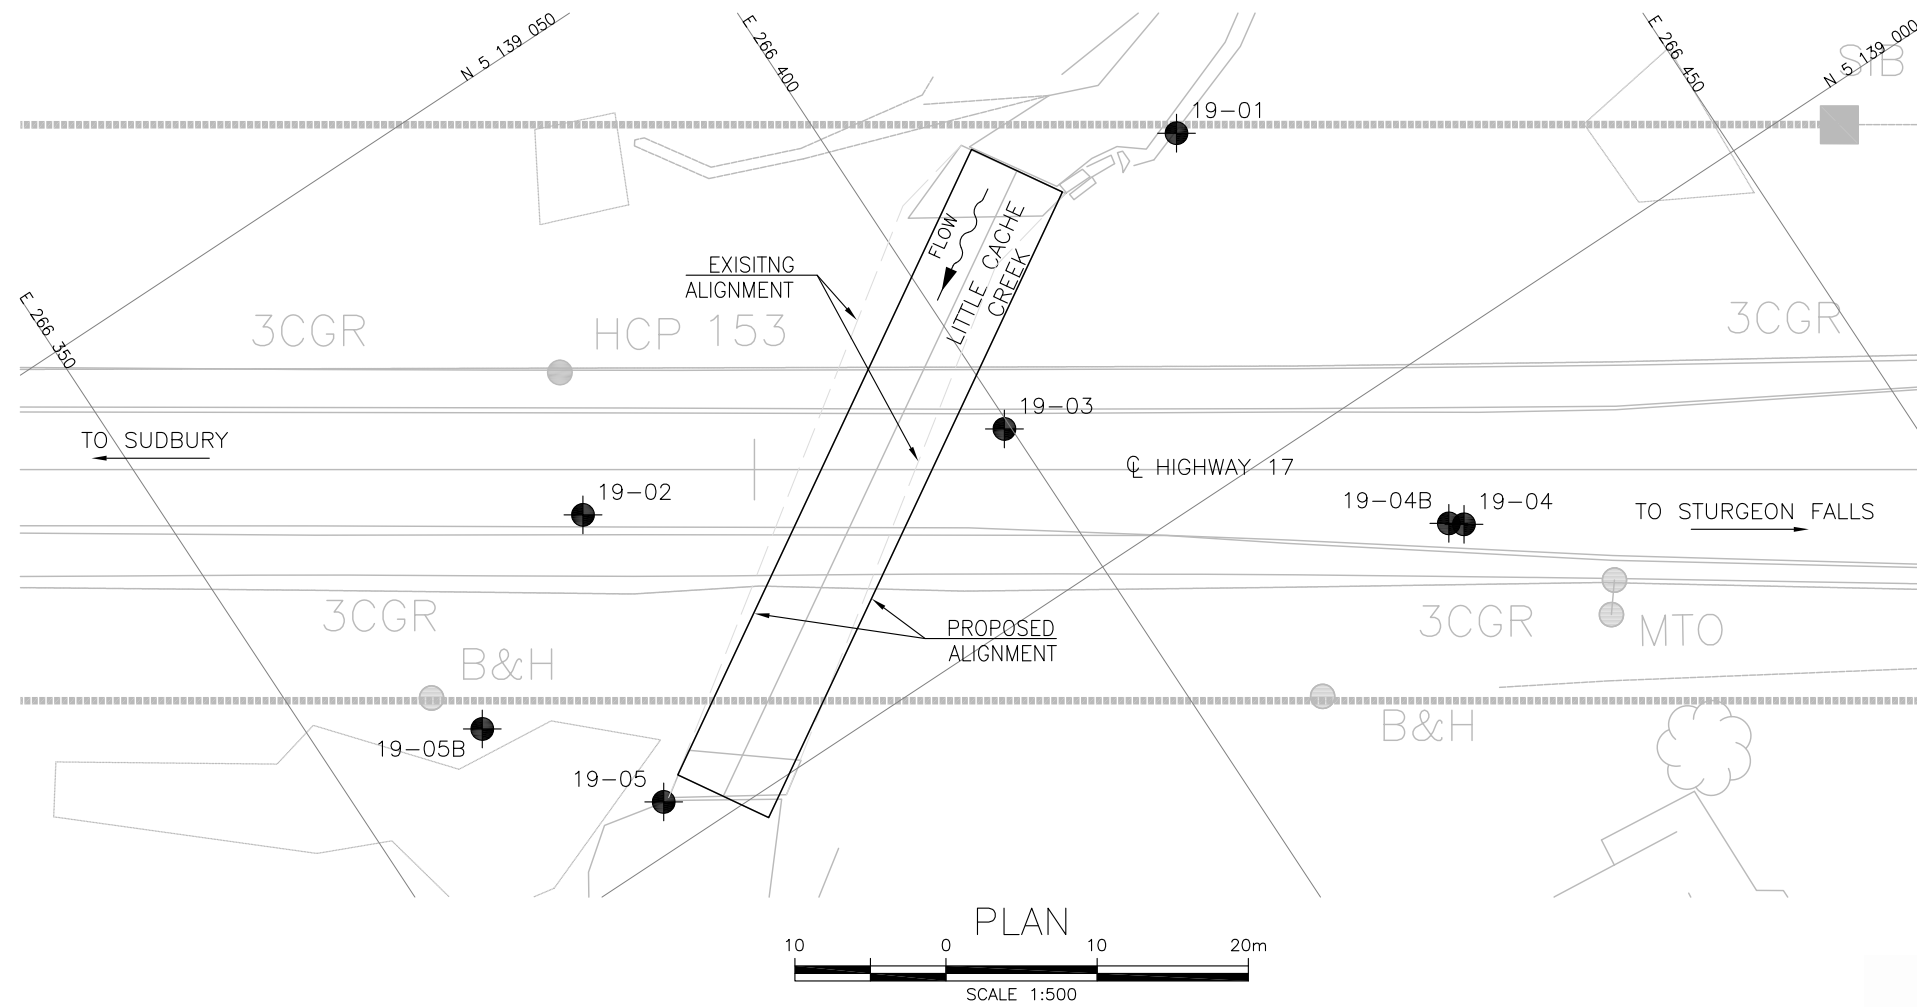 N 5 139 050
E 266 400
E 266 450
N 5 139 000
SIB
19-01
FLOW
LITTLE CACHE
CREEK
EXISITNG
ALIGNMENT
E 266 350
3CGR
HCP 153
3CGR
19-03
TO SUDBURY
℄ HIGHWAY 17
19-02
19-04B
19-04
TO STURGEON FALLS
3CGR
PROPOSED
ALIGNMENT
3CGR
MTO
B&H
B&H
19-05B
19-05
PLAN
10 0 10 20m
SCALE 1:500